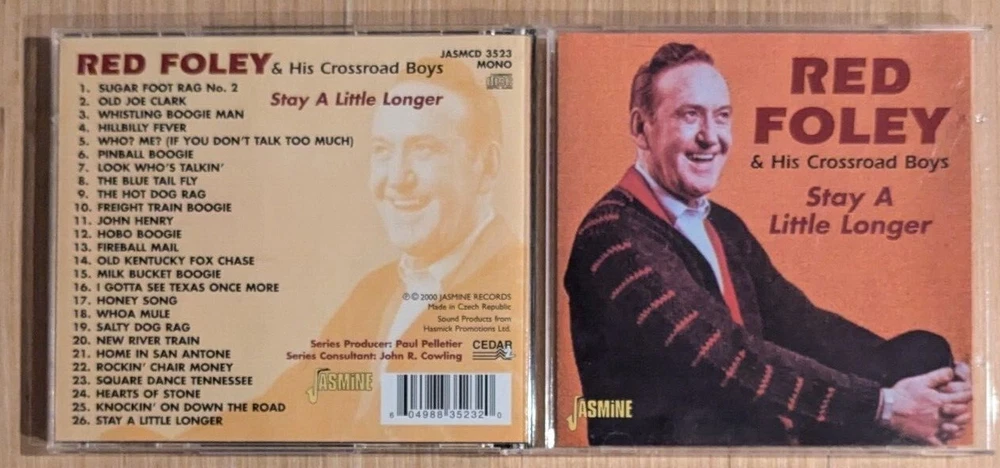 RED FOLEY & His Crossroad Boys
JASMCD 3523
MONO
Stay A Little Longer
1. SUGAR FOOT RAG No. 2
2. OLD JOE CLARK
3. WHISTLING BOOGIE MAN
4. HILLBILLY FEVER
5. WHO? ME? (IF YOU DON'T TALK TOO MUCH)
6. PINBALL BOOGIE
7. LOOK WHO'S TALKIN'
8. THE BLUE TAIL FLY
9. THE HOT DOG RAG
10. FREIGHT TRAIN BOOGIE
11. JOHN HENRY
12. HOBO BOOGIE
13. FIREBALL MAIL
14. OLD KENTUCKY FOX CHASE
15. MILK BUCKET BOOGIE
16. I GOTTA SEE TEXAS ONCE MORE
17. HONEY SONG
18. WHOA MULE
19. SALTY DOG RAG
20. NEW RIVER TRAIN
21. HOME IN SAN ANTONE
22. ROCKIN' CHAIR MONEY
23. SQUARE DANCE TENNESSEE
24. HEARTS OF STONE
25. KNOCKIN' ON DOWN THE ROAD
26. STAY A LITTLE LONGER
℗ © 2000 JASMINE RECORDS
Made in Czech Republic
Sound Products from
Hasmick Promotions Ltd.
Series Producer: Paul Pelletier
Series Consultant: John R. Cowling
CEDAR
JASMiNE
6 04988 35232 0
RED
FOLEY
& His Crossroad Boys
Stay A
Little Longer
JASMiNE